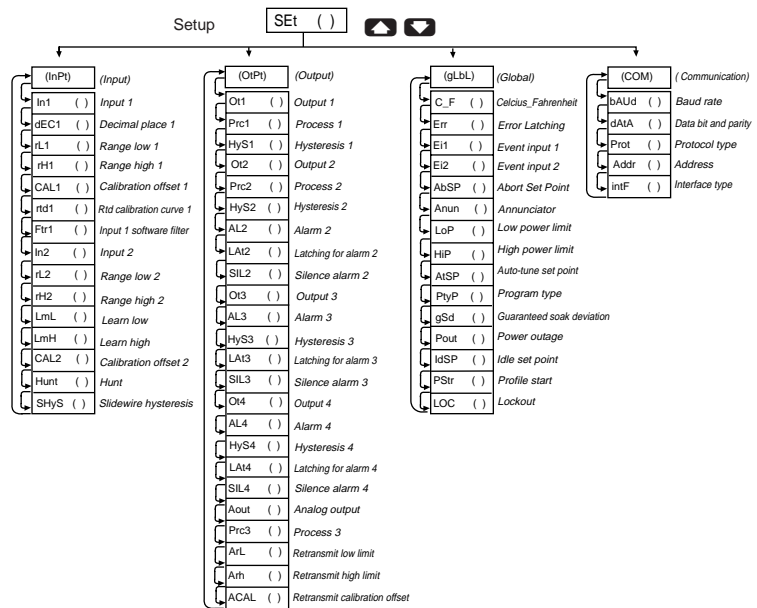 Setup SEt ( )
(InPt) (Input)
In1 ( ) Input 1
dEC1 ( ) Decimal place 1
rL1 ( ) Range low 1
rH1 ( ) Range high 1
CAL1 ( ) Calibration offset 1
rtd1 ( ) Rtd calibration curve 1
Ftr1 ( ) Input 1 software filter
In2 ( ) Input 2
rL2 ( ) Range low 2
rH2 ( ) Range high 2
LmL ( ) Learn low
LmH ( ) Learn high
CAL2 ( ) Calibration offset 2
Hunt ( ) Hunt
SHyS ( ) Slidewire hysteresis
(OtPt) (Output)
Ot1 ( ) Output 1
Prc1 ( ) Process 1
HyS1 ( ) Hysteresis 1
Ot2 ( ) Output 2
Prc2 ( ) Process 2
HyS2 ( ) Hysteresis 2
AL2 ( ) Alarm 2
LAt2 ( ) Latching for alarm 2
SIL2 ( ) Silence alarm 2
Ot3 ( ) Output 3
AL3 ( ) Alarm 3
HyS3 ( ) Hysteresis 3
LAt3 ( ) Latching for alarm 3
SIL3 ( ) Silence alarm 3
Ot4 ( ) Output 4
AL4 ( ) Alarm 4
HyS4 ( ) Hysteresis 4
LAt4 ( ) Latching for alarm 4
SIL4 ( ) Silence alarm 4
Aout ( ) Analog output
Prc3 ( ) Process 3
ArL ( ) Retransmit low limit
Arh ( ) Retransmit high limit
ACAL ( ) Retransmit calibration offset
(gLbL) (Global)
C_F ( ) Celcius_Fahrenheit
Err ( ) Error Latching
Ei1 ( ) Event input 1
Ei2 ( ) Event input 2
AbSP ( ) Abort Set Point
Anun ( ) Annunciator
LoP ( ) Low power limit
HiP ( ) High power limit
AtSP ( ) Auto-tune set point
PtyP ( ) Program type
gSd ( ) Guaranteed soak deviation
Pout ( ) Power outage
IdSP ( ) Idle set point
PStr ( ) Profile start
LOC ( ) Lockout
(COM) ( Communication)
bAUd ( ) Baud rate
dAtA ( ) Data bit and parity
Prot ( ) Protocol type
Addr ( ) Address
intF ( ) Interface type